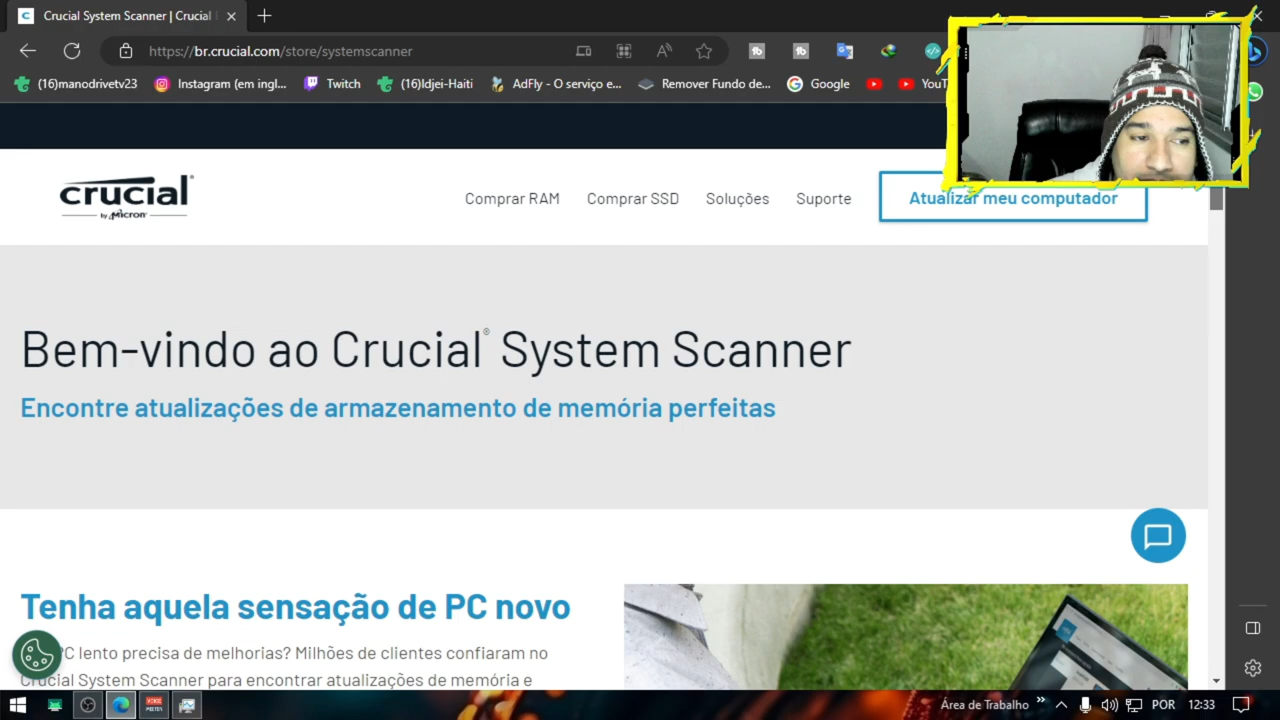 Crucial System Scanner | Crucial
https://br.crucial.com/store/systemscanner
(16)manodrivetv23
Instagram (em ingl...
Twitch
(16)Idjei-Haiti
AdFly - O serviço e...
Remover Fundo de...
Google
YouT
crucial
by Micron
Comprar RAM
Comprar SSD
Soluções
Suporte
Atualizar meu computador
Bem-vindo ao Crucial® System Scanner
Encontre atualizações de armazenamento de memória perfeitas
Tenha aquela sensação de PC novo
PC lento precisa de melhorias? Milhões de clientes confiaram no
Crucial System Scanner para encontrar atualizações de memória e
Área de Trabalho
POR
12:33